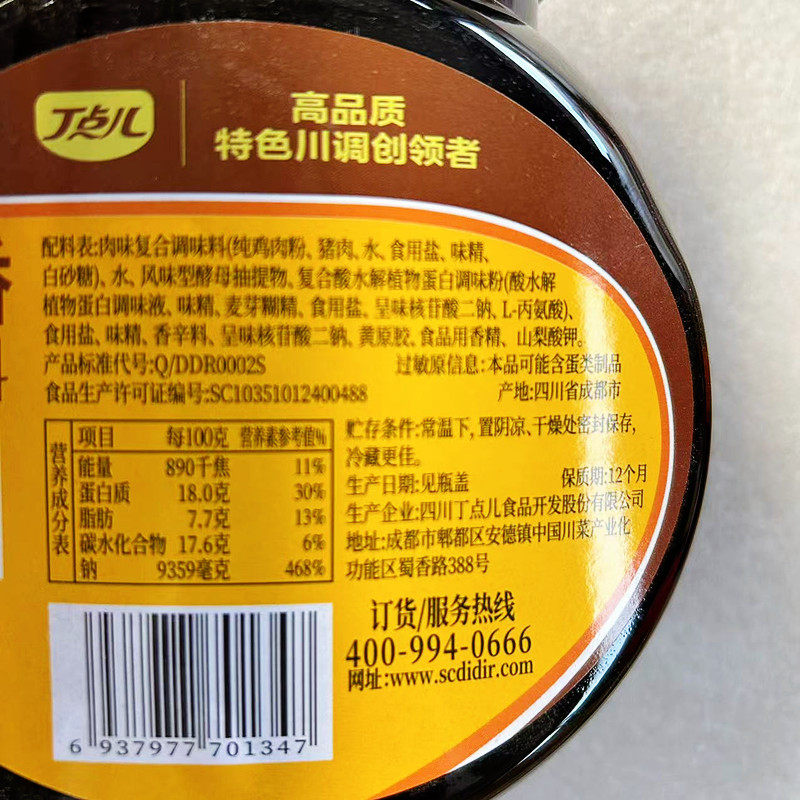 丁点儿
高品质
特色川调创领者
香
配料表:肉味复合调味料(纯鸡肉粉、猪肉、水、食用盐、味精、
白砂糖)、水、风味型酵母抽提物、复合酸水解植物蛋白调味粉(酸水解
植物蛋白调味液、味精、麦芽糊精、食用盐、呈味核苷酸二钠、L-丙氨酸)、
食用盐、味精、香辛料、呈味核苷酸二钠、黄原胶、食品用香精、山梨酸钾。
产品标准代号:Q/DDR0002S 过敏原信息:本品可能含蛋类制品
食品生产许可证编号:SC10351012400488 产地:四川省成都市
营养成分表
项目 每100克 营养素参考值%
能量 890千焦 11%
蛋白质 18.0克 30%
脂肪 7.7克 13%
碳水化合物 17.6克 6%
钠 9359毫克 468%
贮存条件:常温下,置阴凉、干燥处密封保存,
冷藏更佳。
生产日期:见瓶盖 保质期:12个月
生产企业:四川丁点儿食品开发股份有限公司
地址:成都市郫都区安德镇中国川菜产业化
功能区蜀香路388号
订货/服务热线
400-994-0666
网址:www.scdidir.com
6 937977 701347